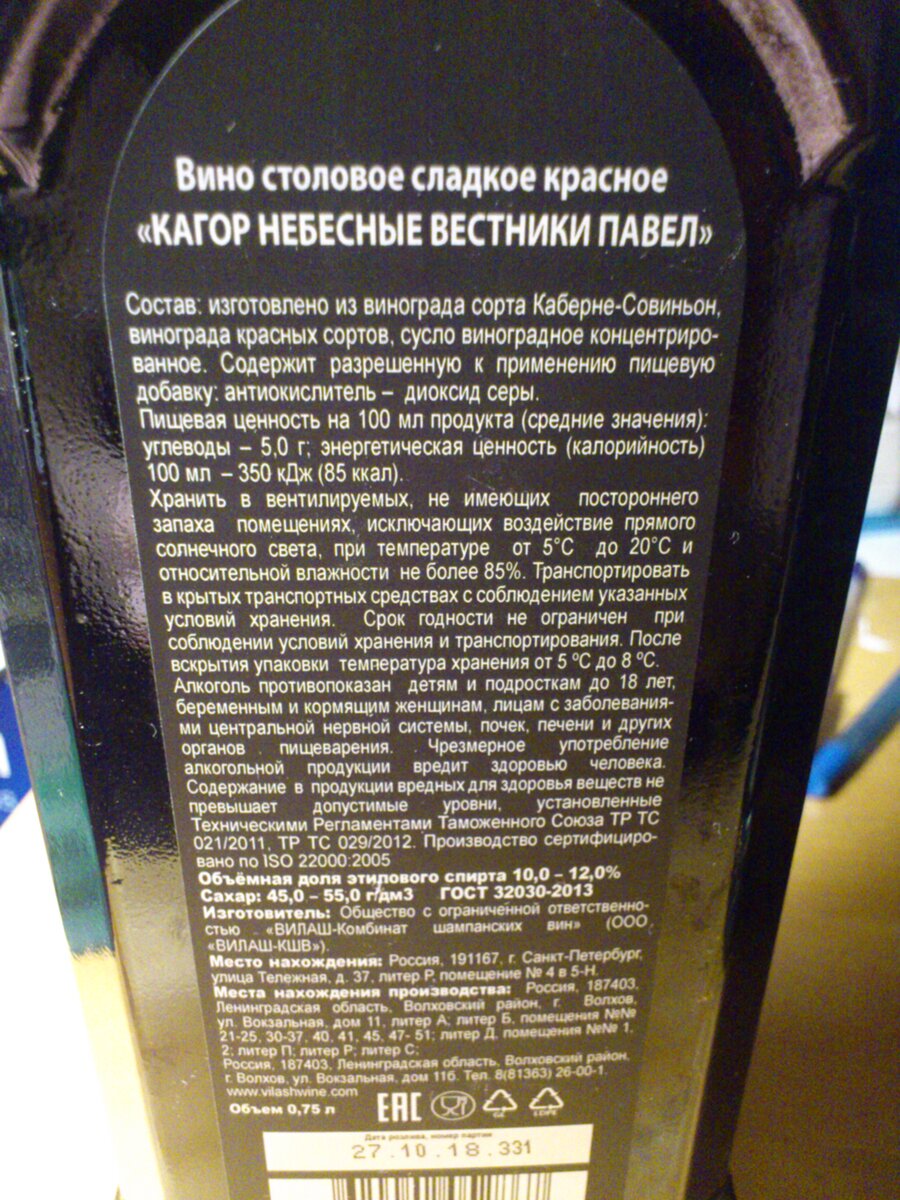 Вино столовое сладкое красное
«КАГОР НЕБЕСНЫЕ ВЕСТНИКИ ПАВЕЛ»
Состав: изготовлено из винограда сорта Каберне-Совиньон,
винограда красных сортов, сусло виноградное концентриро-
ванное. Содержит разрешенную к применению пищевую
добавку: антиокислитель – диоксид серы.
Пищевая ценность на 100 мл продукта (средние значения):
углеводы – 5,0 г; энергетическая ценность (калорийность)
100 мл – 350 кДж (85 ккал).
Хранить в вентилируемых, не имеющих постороннего
запаха помещениях, исключающих воздействие прямого
солнечного света, при температуре от 5°С до 20°С и
относительной влажности не более 85%. Транспортировать
в крытых транспортных средствах с соблюдением указанных
условий хранения. Срок годности не ограничен при
соблюдении условий хранения и транспортирования. После
вскрытия упаковки температура хранения от 5 °С до 8 °С.
Алкоголь противопоказан детям и подросткам до 18 лет,
беременным и кормящим женщинам, лицам с заболевания-
ми центральной нервной системы, почек, печени и других
органов пищеварения. Чрезмерное употребление
алкогольной продукции вредит здоровью человека.
Содержание в продукции вредных для здоровья веществ не
превышает допустимые уровни, установленные
Техническими Регламентами Таможенного Союза ТР ТС
021/2011, ТР ТС 029/2012. Производство сертифициро-
вано по ISO 22000:2005
Объёмная доля этилового спирта 10,0 – 12,0%
Сахар: 45,0 – 55,0 г/дм3 ГОСТ 32030-2013
Изготовитель: Общество с ограниченной ответственно-
стью «ВИЛАШ-Комбинат шампанских вин» (ООО
«ВИЛАШ-КШВ»).
Место нахождения: Россия, 191167, г. Санкт-Петербург,
улица Тележная, д. 37, литер Р, помещение № 4 в 5-Н.
Места нахождения производства: Россия, 187403,
Ленинградская область, Волховский район, г. Волхов,
ул. Вокзальная, дом 11, литер А; литер Б, помещения №№
21-25, 30-37, 40, 41, 45, 47- 51; литер Д, помещения №№ 1,
2; литер П; литер Р; литер С;
Россия, 187403, Ленинградская область, Волховский район,
г. Волхов, ул. Вокзальная, дом 11б. Тел. 8(81363) 26-00-1.
www.vilashwine.com
Объем 0,75 л EAC GL LDPE
Дата розлива, номер партии
27.10.18.331